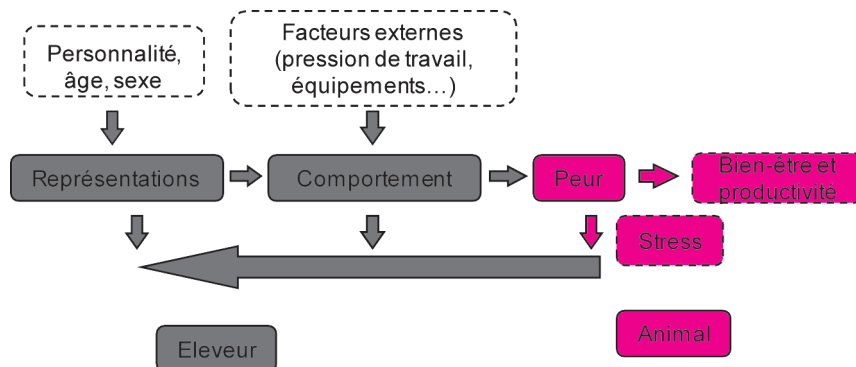 Personnalité,
âge, sexe
Facteurs externes
(pression de travail,
équipements…)
Représentations
Comportement
Peur
Bien-être et
productivité
Stress
Animal
Eleveur